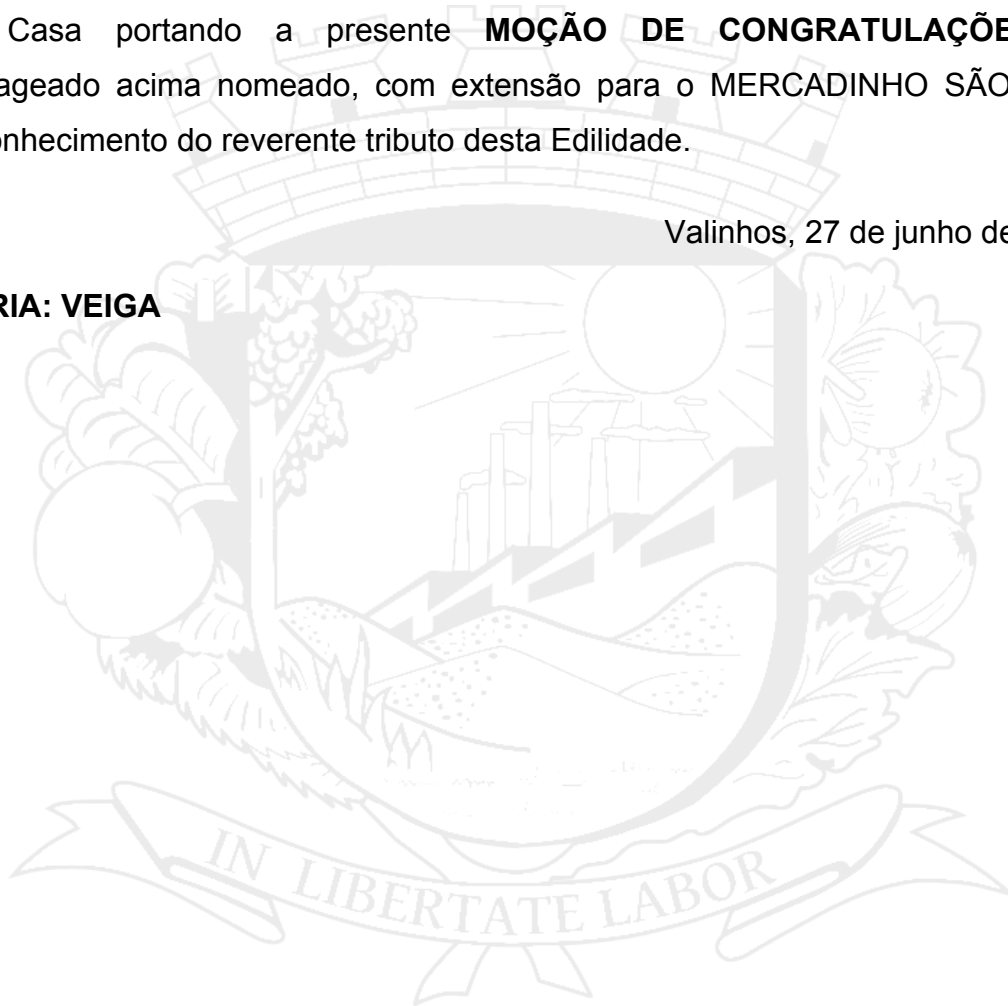 Casa portando a presente MOÇÃO DE CONGRATULAÇÕE
ageado acima nomeado, com extensão para o MERCADINHO SÃO
onhecimento do reverente tributo desta Edilidade.
Valinhos, 27 de junho de
RIA: VEIGA
IN LIBERTATE LABOR